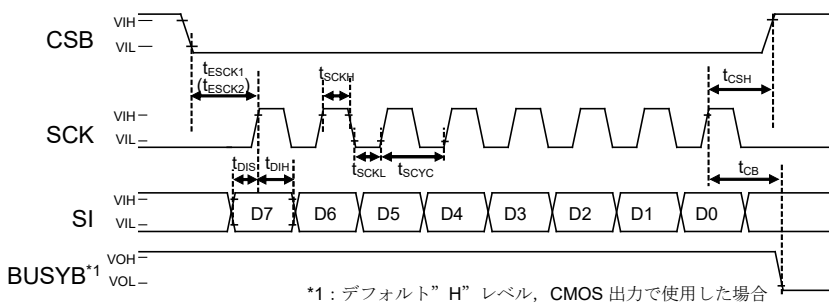 VIH
CSB
VIL
tESCK1
(tESCK2)
tSCKH
tCSH
VIH
SCK
VIL
tSCKL
tSCYC
tDIS
tDIH
tCB
VIH
SI
VIL
D7
D6
D5
D4
D3
D2
D1
D0
VOH
BUSYB*1
VOL
*1：デフォルト”H”レベル，CMOS 出力で使用した場合